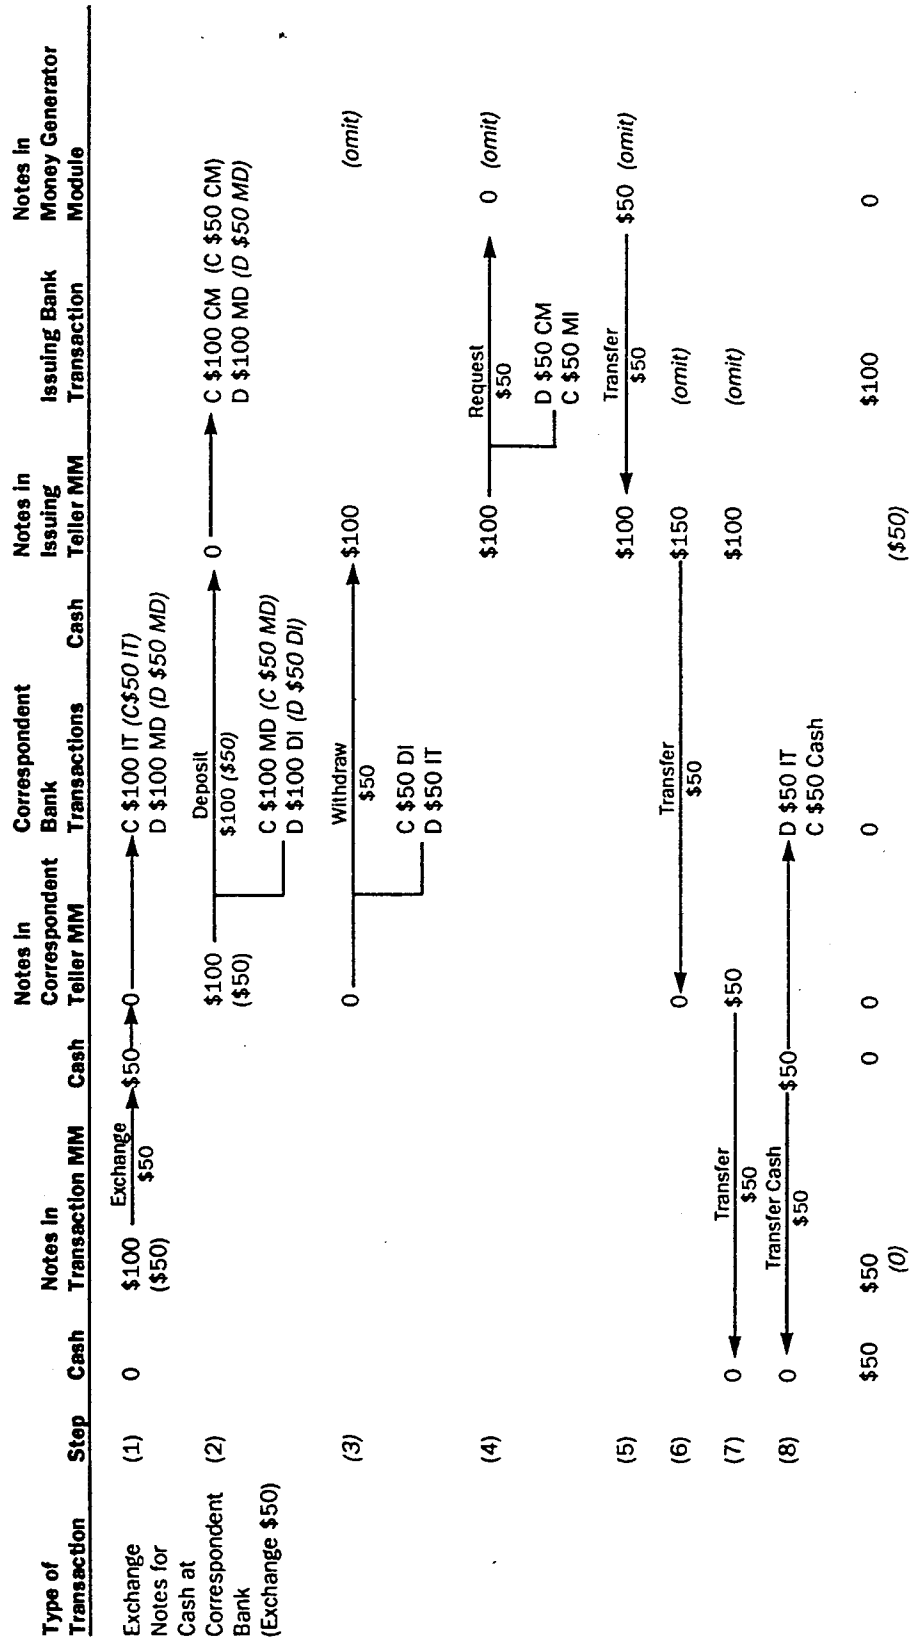 Type of Transaction Step Cash Notes in Transaction MM Cash Notes in Correspondent Teller MM Correspondent Bank Transactions Cash Notes in Issuing Teller MM Issuing Bank Transaction Notes in Money Generator Module
Exchange Notes for Cash at Correspondent Bank (Exchange $50)
(1) 0 $100 Exchange $50 0 C $100 IT (C$50 IT)
($50) $50 D $100 MD (D $50 MD)
(2) $100 Deposit 0 C $100 CM (C $50 CM)
($50) $100 ($50) D $100 MD (D $50 MD)
C $100 MD (C $50 MD)
D $100 DI (D $50 DI)
(3) 0 Withdraw $100 (omit)
$50
C $50 DI
D $50 IT
(4) $100 Request 0 (omit)
$50
D $50 CM
C $50 MI
(5) $100 Transfer $50 (omit)
$50
(6) 0 Transfer $150 (omit)
$50
(7) 0 Transfer $50 $100 (omit)
$50
(8) 0 Transfer Cash $50 D $50 IT
$50 C $50 Cash
$50 $50 0 0 0 $100 0
(0) ($50)